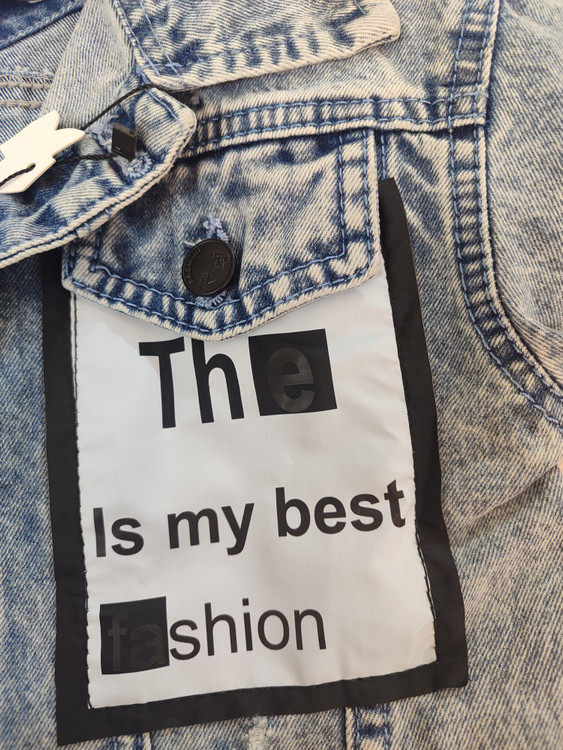 The
Is my best
fashion